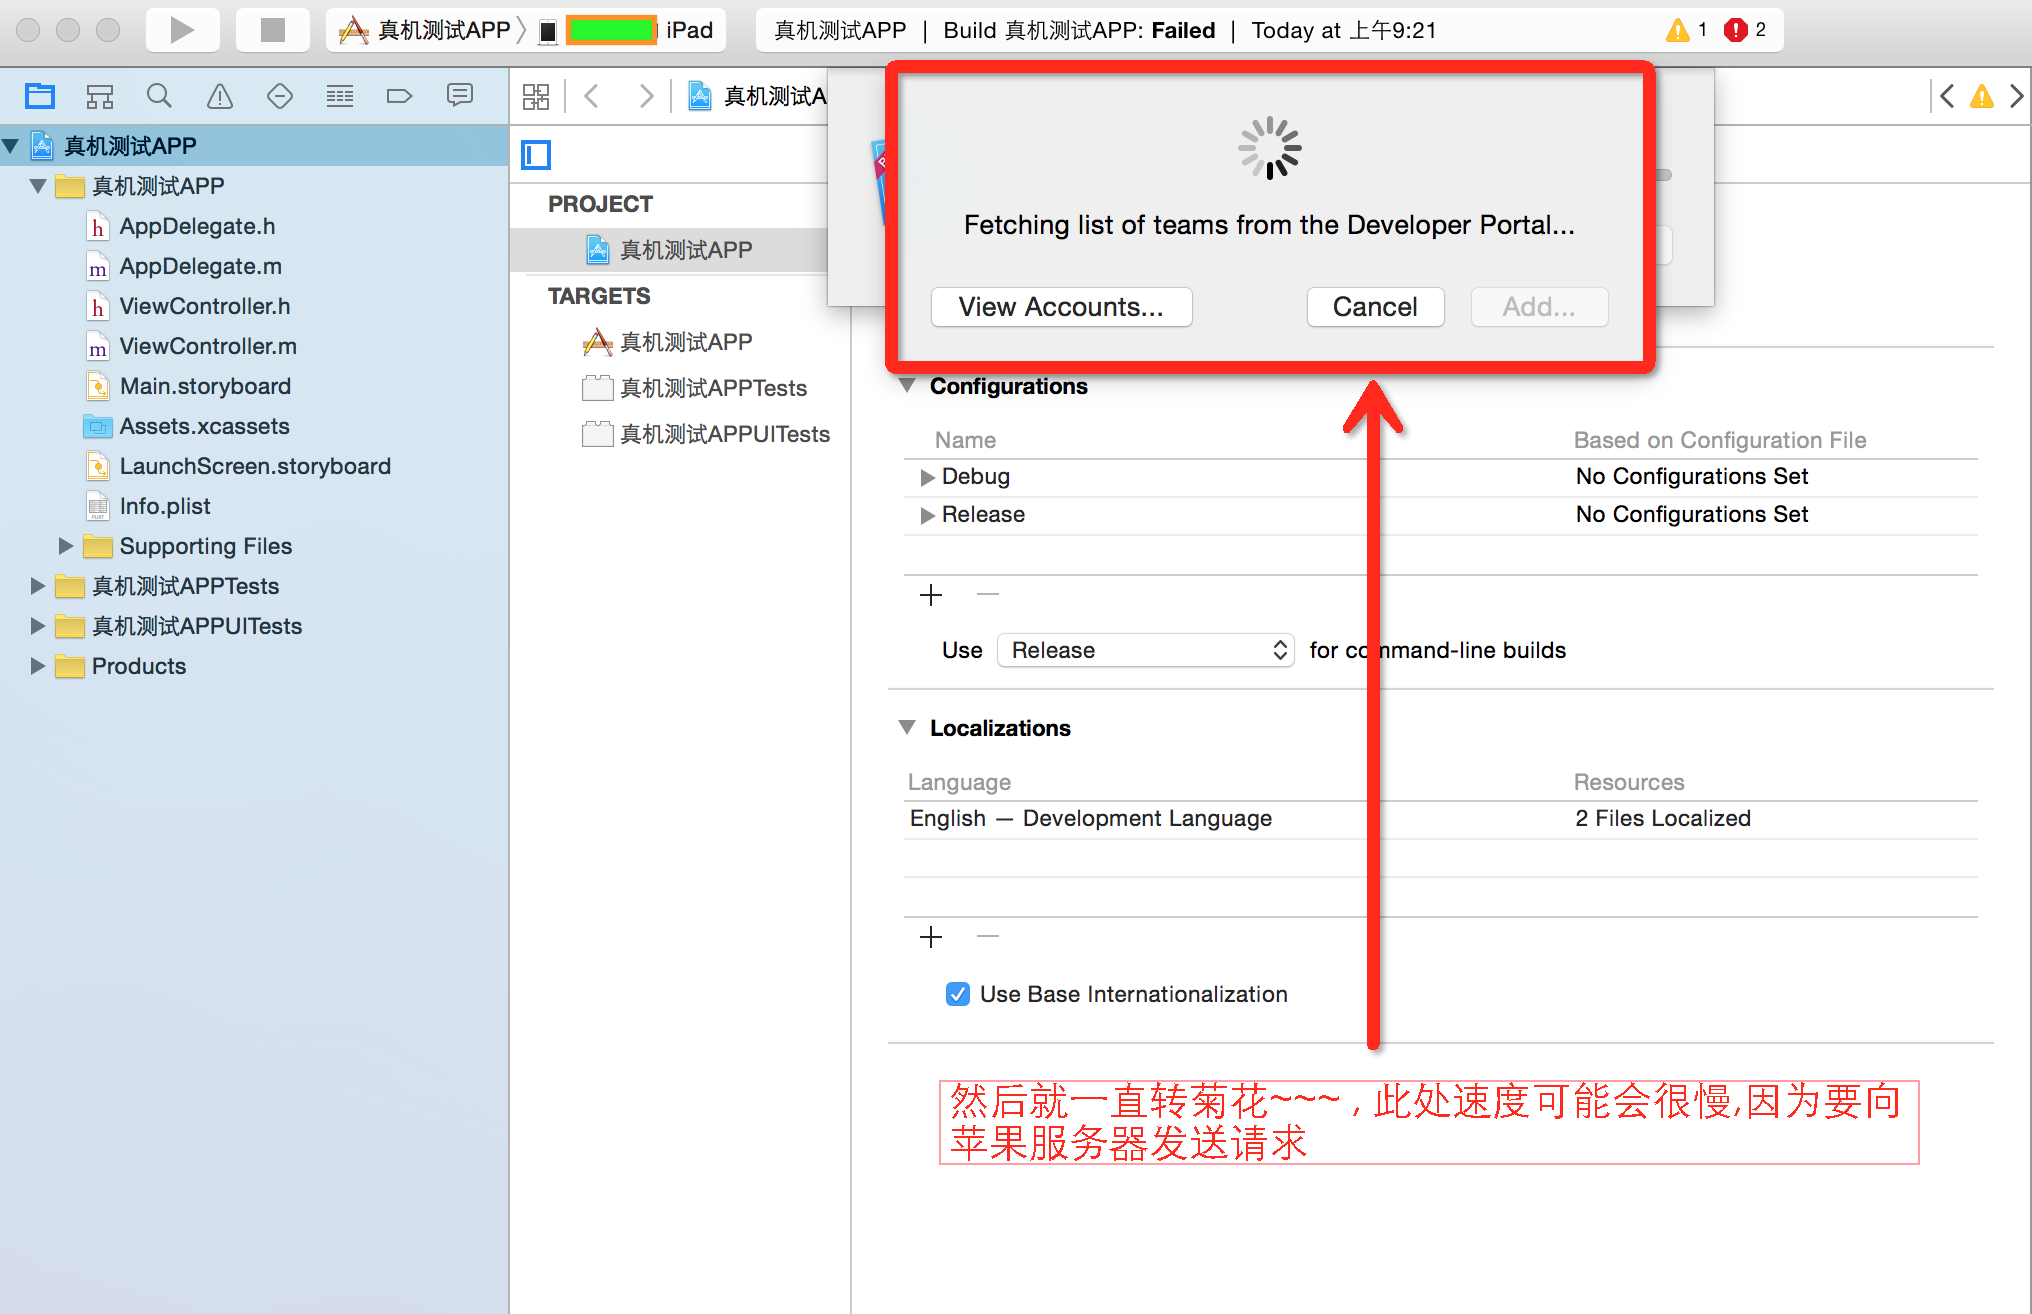 真机测试APP
iPad
真机测试APP | Build 真机测试APP: Failed | Today at 上午9:21
1
2
真机测试APP
真机测试APP
h AppDelegate.h
m AppDelegate.m
h ViewController.h
m ViewController.m
Main.storyboard
Assets.xcassets
LaunchScreen.storyboard
Info.plist
Supporting Files
真机测试APPTests
真机测试APPUITests
Products
真机测试A
PROJECT
真机测试APP
TARGETS
真机测试APP
真机测试APPTests
真机测试APPUITests
Fetching list of teams from the Developer Portal...
View Accounts...
Cancel
Add...
Configurations
Name
Based on Configuration File
Debug
No Configurations Set
Release
No Configurations Set
Use Release for command-line builds
Localizations
Language
Resources
English — Development Language
2 Files Localized
Use Base Internationalization
然后就一直转菊花~~~ , 此处速度可能会很慢,因为要向
苹果服务器发送请求